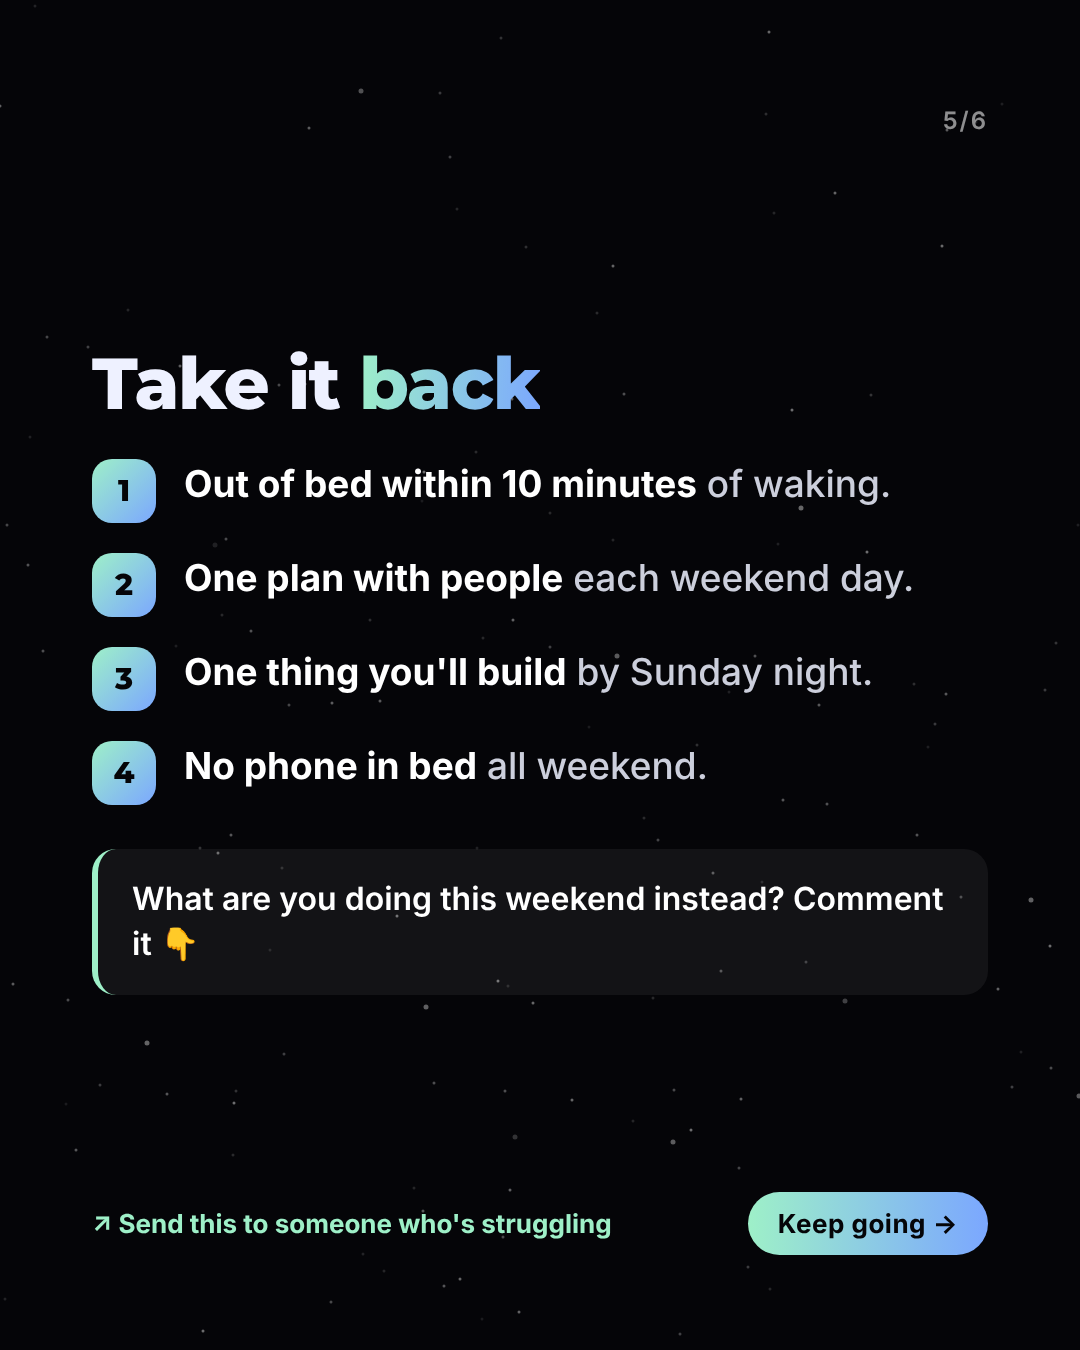 5/6
Take it back
1 Out of bed within 10 minutes of waking.
2 One plan with people each weekend day.
3 One thing you'll build by Sunday night.
4 No phone in bed all weekend.
What are you doing this weekend instead? Comment
it 👇
↗ Send this to someone who's struggling
Keep going →